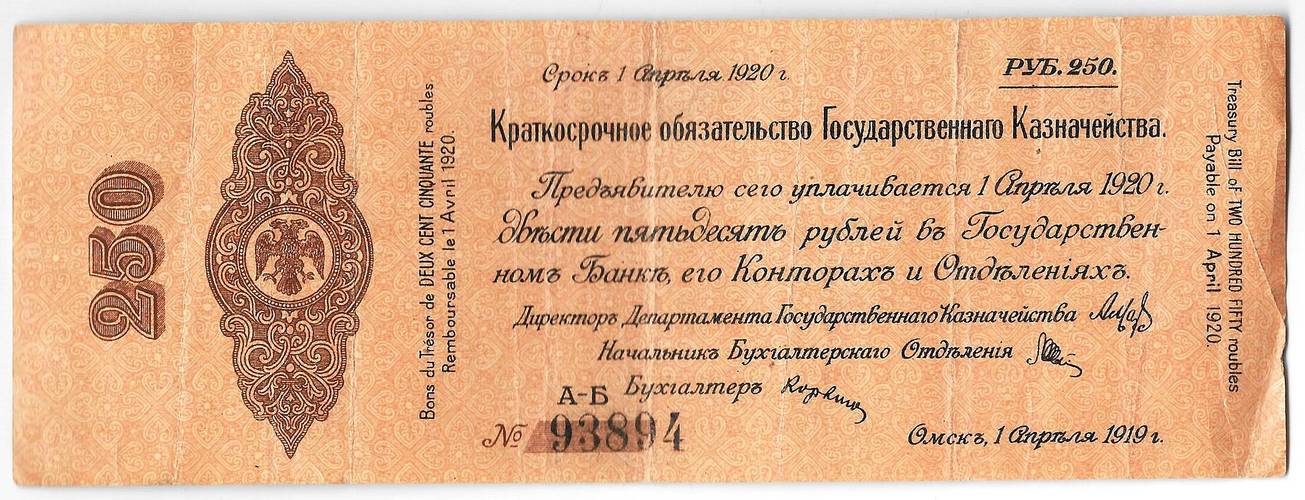 250
Bons du Trésor de DEUX CENT CINQUANTE roubles
Remboursable le 1 Avril 1920.
Срокъ 1 Апрѣля 1920 г.
РУБ. 250.
Краткосрочное обязательство Государственнаго Казначейства.
Предъявителю сего уплачивается 1 Апрѣля 1920 г.
Двѣсти пятьдесятъ рублей въ Государствен-
номъ Банкѣ, его Конторахъ и Отдѣленіяхъ.
Директоръ Департамента Государственнаго Казначейства
Начальникъ Бухгалтерскаго Отдѣленія
Бухгалтеръ
А-Б
№ 93894
Омскъ, 1 Апрѣля 1919 г.
Treasury Bill of TWO HUNDRED FIFTY roubles
Payable on 1 April 1920.